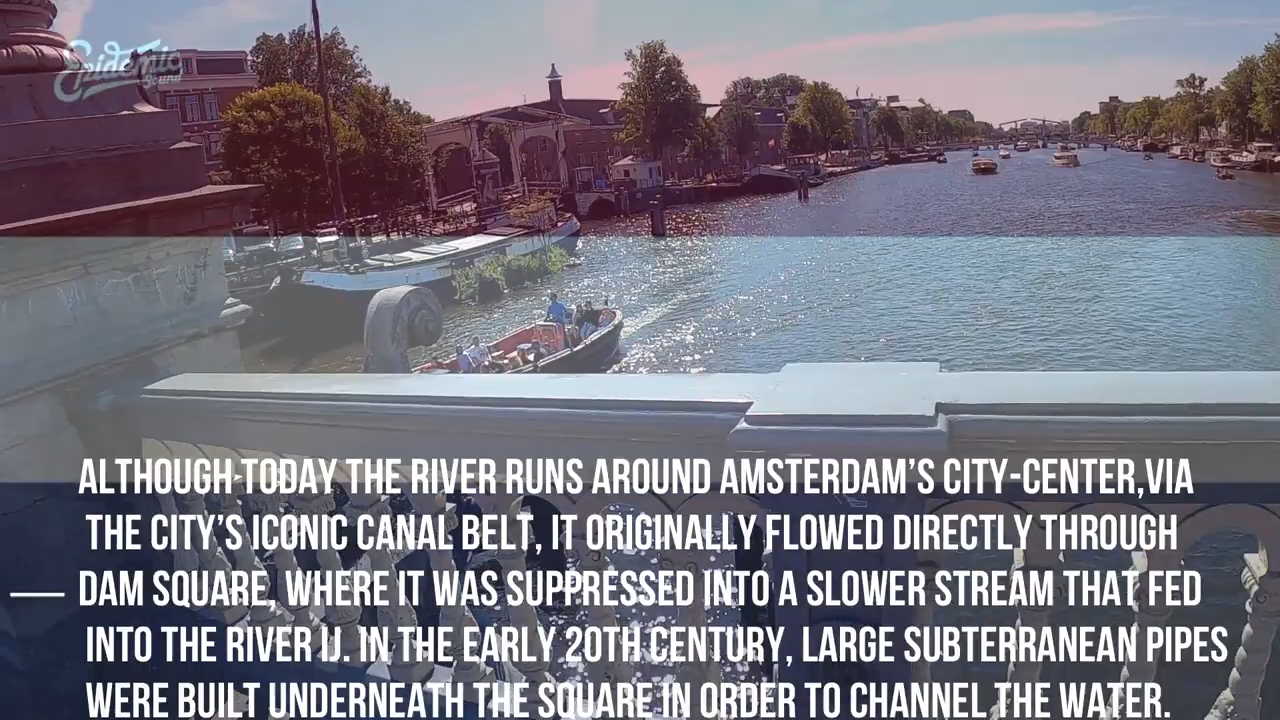 Epidemic
Sound
ALTHOUGH TODAY THE RIVER RUNS AROUND AMSTERDAM'S CITY-CENTER,VIA
THE CITY'S ICONIC CANAL BELT, IT ORIGINALLY FLOWED DIRECTLY THROUGH
DAM SQUARE, WHERE IT WAS SUPPRESSED INTO A SLOWER STREAM THAT FED
INTO THE RIVER IJ. IN THE EARLY 20TH CENTURY, LARGE SUBTERRANEAN PIPES
WERE BUILT UNDERNEATH THE SQUARE IN ORDER TO CHANNEL THE WATER.